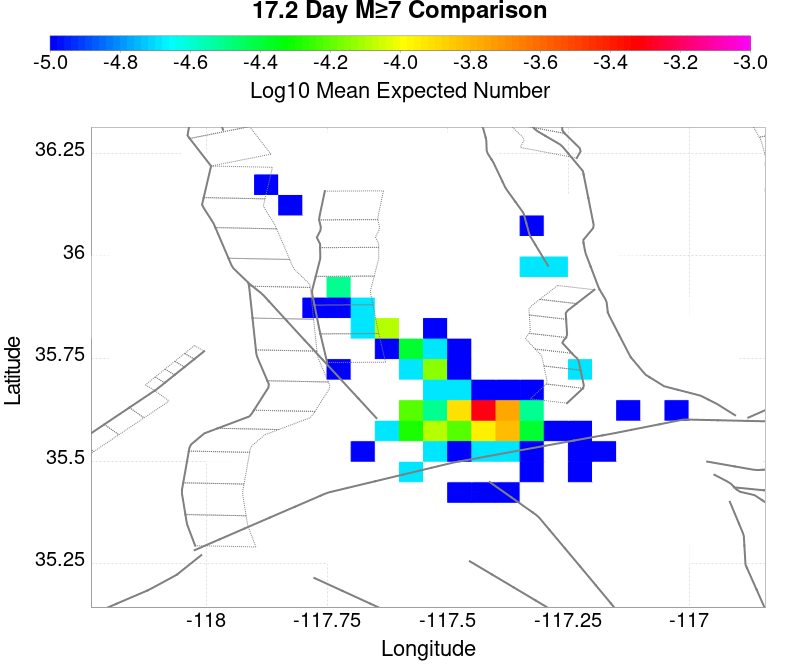 17.2 Day M≥7 Comparison
-5.0 -4.8 -4.6 -4.4 -4.2 -4.0 -3.8 -3.6 -3.4 -3.2 -3.0
Log10 Mean Expected Number
36.25
36
35.75
35.5
35.25
Latitude
-118 -117.75 -117.5 -117.25 -117
Longitude